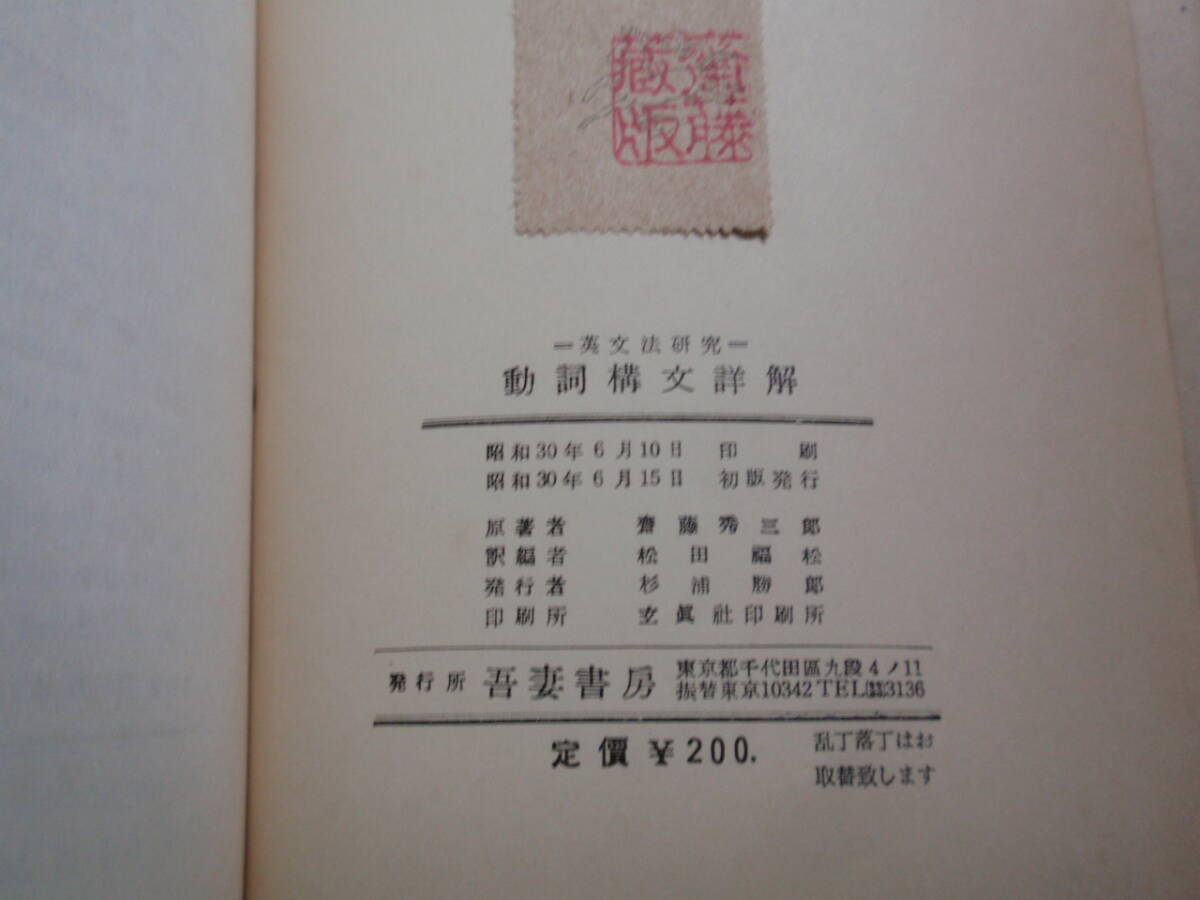 齋藤
蔵版
＝英文法研究＝
動詞構文詳解
昭和30年6月10日 印刷
昭和30年6月15日 初版発行
原著者 齋藤秀三郎
訳編者 松田福松
発行者 杉浦勝郎
印刷所 玄眞社印刷所
発行所 吾妻書房
東京都千代田區九段4ノ11
振替東京10342 TEL 3136
定價￥200.
乱丁落丁はお
取替致します